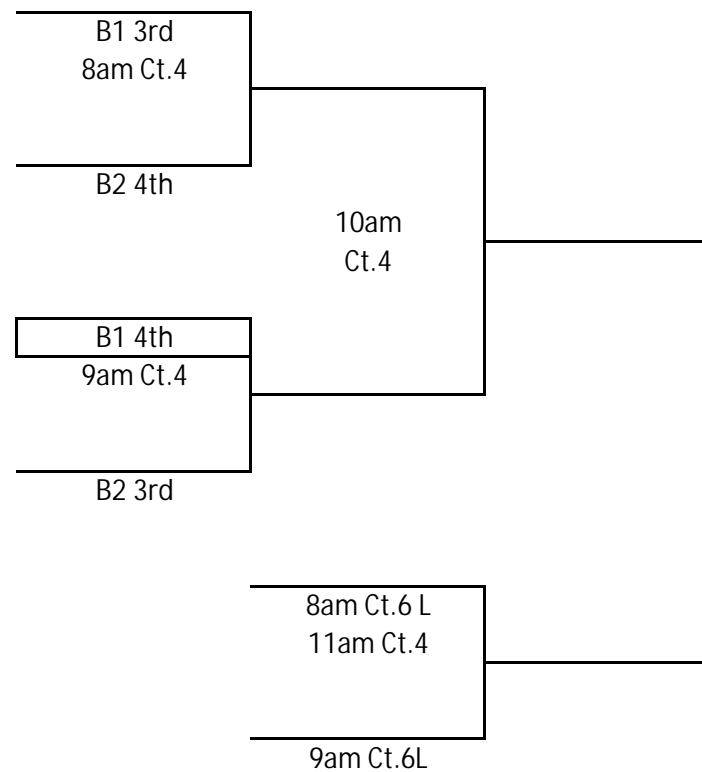 B1 3rd
8am Ct.4
B2 4th
10am
Ct.4
B1 4th
9am Ct.4
B2 3rd
8am Ct.6 L
11am Ct.4
9am Ct.6L